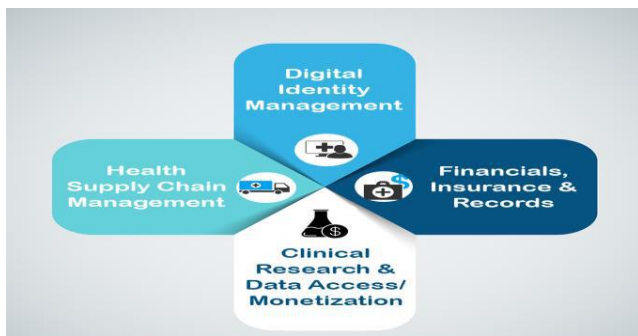 Digital
Identity
Management
Health
Supply Chain
Management
Financials,
Insurance &
Records
$
$
Clinical
Research &
Data Access/
Monetization